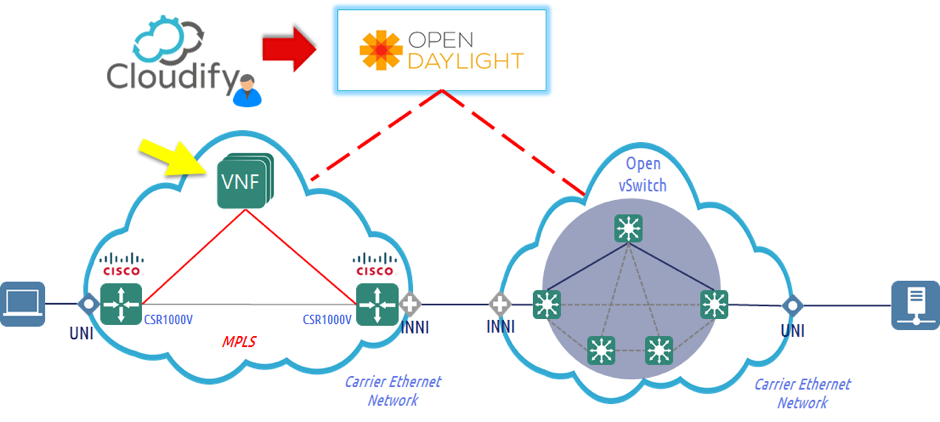 Cloudify
OPEN
DAYLIGHT
VNF
Open
vSwitch
CISCO
CISCO
UNI
CSR1000V
CSR1000V
INNI
INNI
UNI
MPLS
Carrier Ethernet
Network
Carrier Ethernet
Network